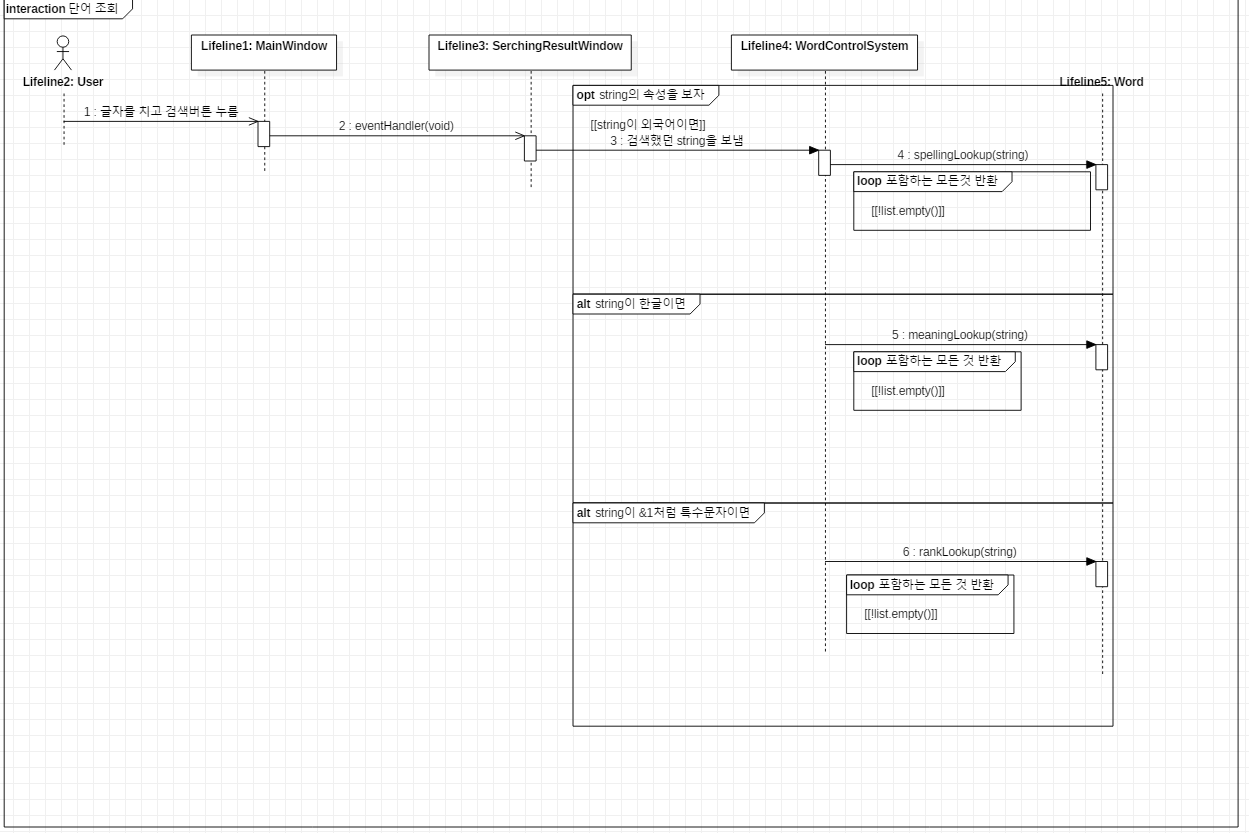 interaction 단어 조회
Lifeline2: User
Lifeline1: MainWindow
Lifeline3: SerchingResultWindow
Lifeline4: WordControlSystem
Lifeline5: Word
1 : 글자를 치고 검색버튼 누름
2 : eventHandler(void)
opt string의 속성을 보자
[[string이 외국어이면]]
3 : 검색했던 string을 보냄
4 : spellingLookup(string)
loop 포함하는 모든것 반환
[[!list.empty()]]
alt string이 한글이면
5 : meaningLookup(string)
loop 포함하는 모든 것 반환
[[!list.empty()]]
alt string이 &1처럼 특수문자이면
6 : rankLookup(string)
loop 포함하는 모든 것 반환
[[!list.empty()]]